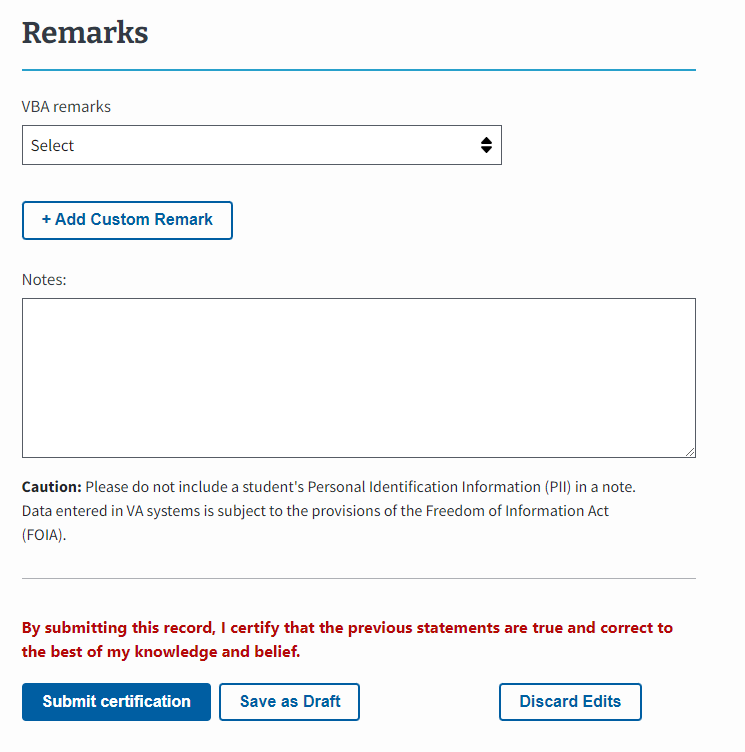 Remarks
VBA remarks
Select
+ Add Custom Remark
Notes:
Caution: Please do not include a student's Personal Identification Information (PII) in a note.
Data entered in VA systems is subject to the provisions of the Freedom of Information Act
(FOIA).
By submitting this record, I certify that the previous statements are true and correct to
the best of my knowledge and belief.
Submit certification Save as Draft Discard Edits